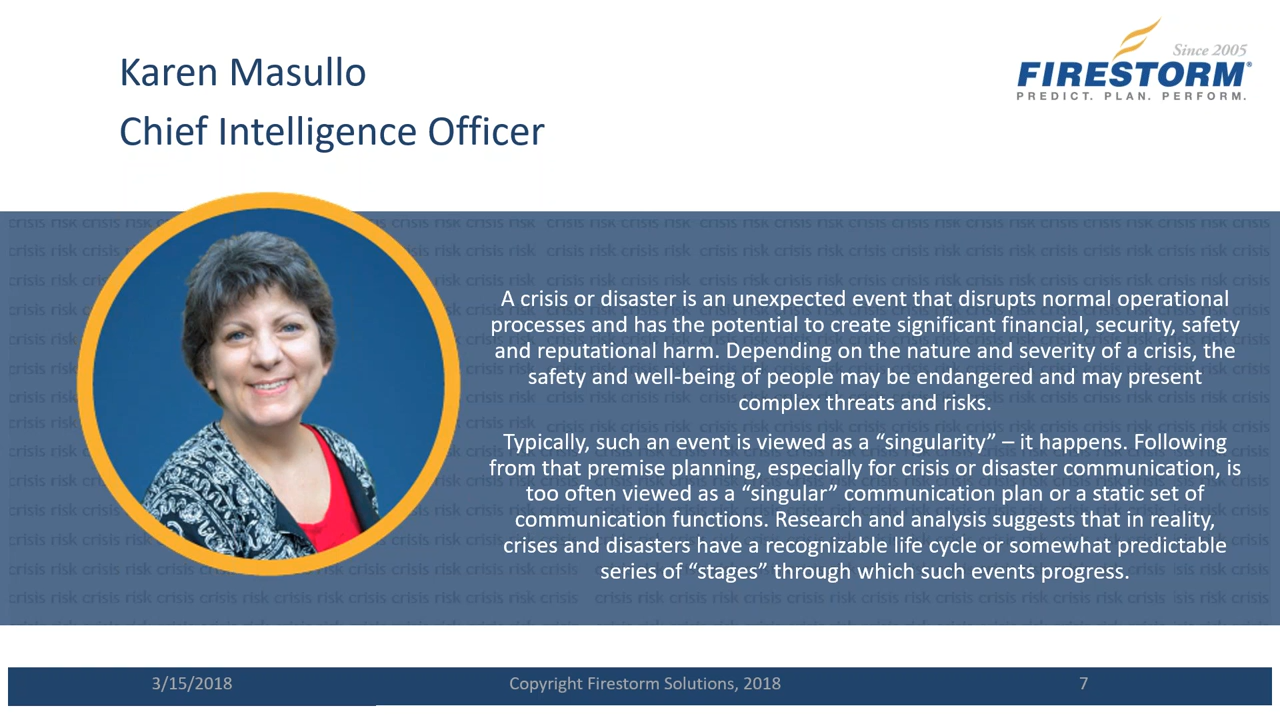 Karen Masullo
Chief Intelligence Officer
Since 2005
FIRESTORM®
PREDICT. PLAN. PERFORM.
A crisis or disaster is an unexpected event that disrupts normal operational
processes and has the potential to create significant financial, security, safety
and reputational harm. Depending on the nature and severity of a crisis, the
safety and well-being of people may be endangered and may present
complex threats and risks.
Typically, such an event is viewed as a “singularity” – it happens. Following
from that premise planning, especially for crisis or disaster communication, is
too often viewed as a “singular” communication plan or a static set of
communication functions. Research and analysis suggests that in reality,
crises and disasters have a recognizable life cycle or somewhat predictable
series of “stages” through which such events progress.
3/15/2018
Copyright Firestorm Solutions, 2018
7